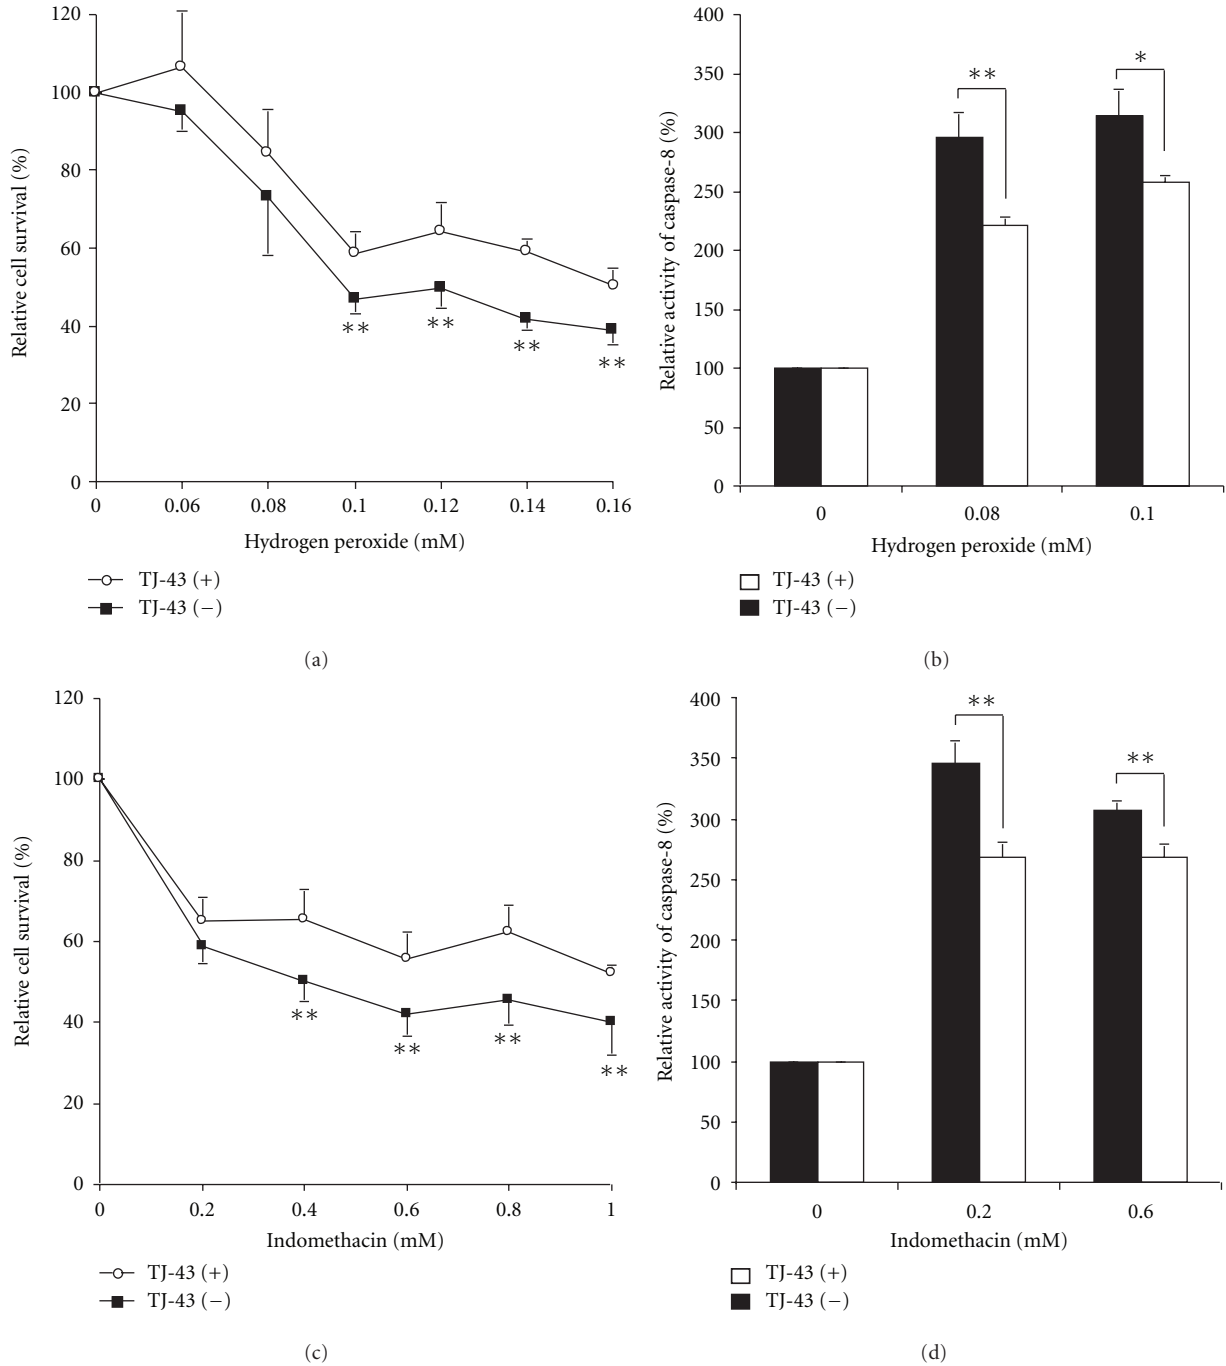 120
100
80
60
40
20
0
Relative cell survival (%)
** ** ** **
0 0.06 0.08 0.1 0.12 0.14 0.16
Hydrogen peroxide (mM)
TJ-43 (+)
TJ-43 (−)
(a)
400
350
300
250
200
150
100
50
0
Relative activity of caspase-8 (%)
** *
0 0.08 0.1
Hydrogen peroxide (mM)
TJ-43 (+)
TJ-43 (−)
(b)
120
100
80
60
40
20
0
Relative cell survival (%)
** ** ** **
0 0.2 0.4 0.6 0.8 1
Indomethacin (mM)
TJ-43 (+)
TJ-43 (−)
(c)
400
350
300
250
200
150
100
50
0
Relative activity of caspase-8 (%)
** **
0 0.2 0.6
Indomethacin (mM)
TJ-43 (+)
TJ-43 (−)
(d)